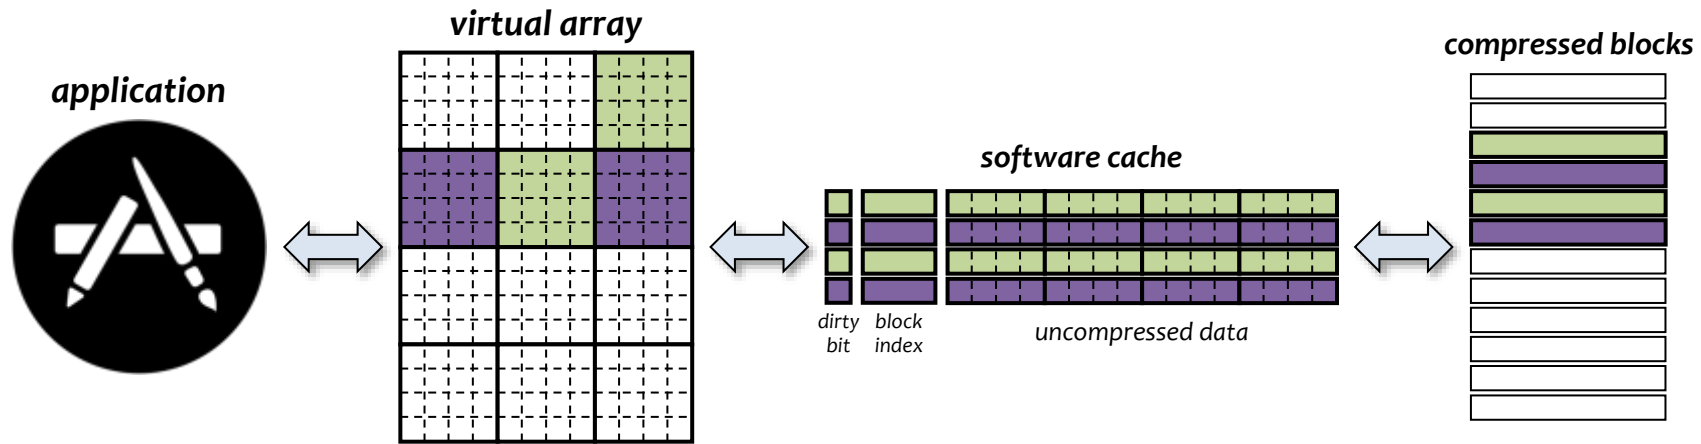 application
virtual array
software cache
dirty
bit
block
index
uncompressed data
compressed blocks